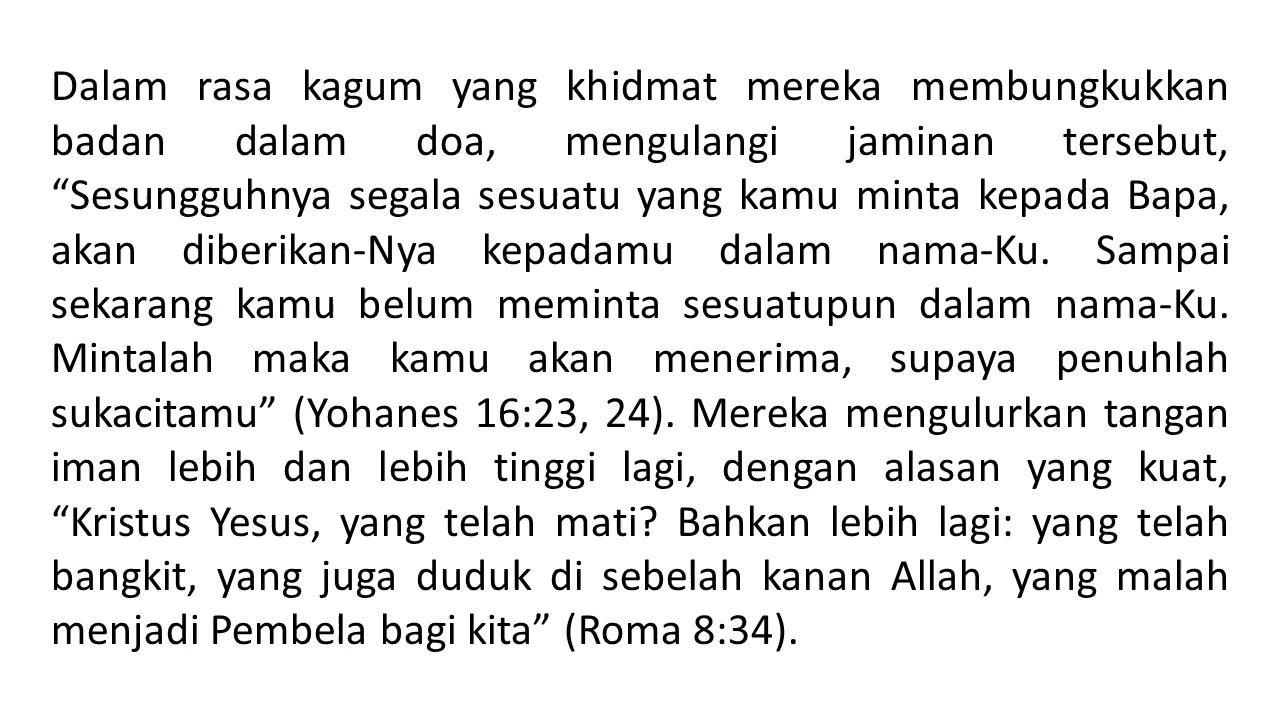 Dalam rasa kagum yang khidmat mereka membungkukkan
badan dalam doa, mengulangi jaminan tersebut,
“Sesungguhnya segala sesuatu yang kamu minta kepada Bapa,
akan diberikan-Nya kepadamu dalam nama-Ku. Sampai
sekarang kamu belum meminta sesuatupun dalam nama-Ku.
Mintalah maka kamu akan menerima, supaya penuhlah
sukacitamu” (Yohanes 16:23, 24). Mereka mengulurkan tangan
iman lebih dan lebih tinggi lagi, dengan alasan yang kuat,
“Kristus Yesus, yang telah mati? Bahkan lebih lagi: yang telah
bangkit, yang juga duduk di sebelah kanan Allah, yang malah
menjadi Pembela bagi kita” (Roma 8:34).